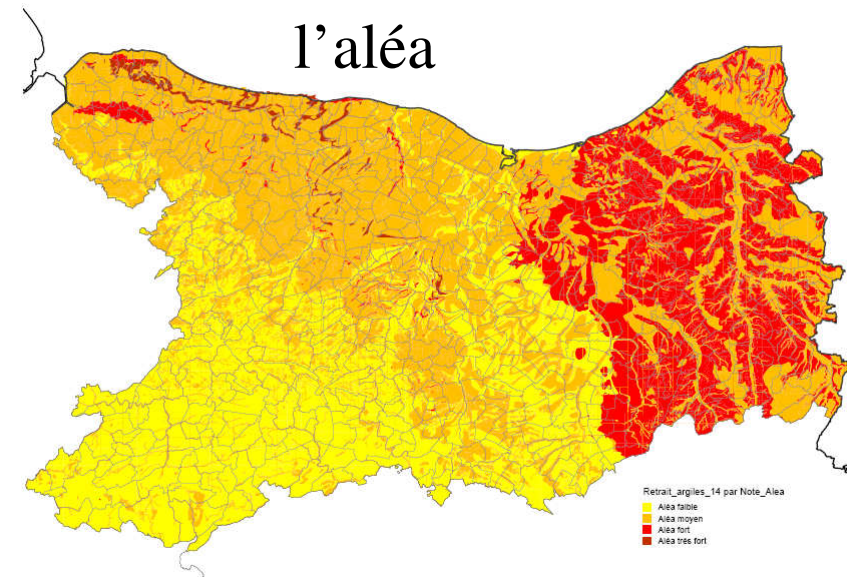 l’aléa
Retrait_argiles_14 par Note_Alea
Aléa faible
Aléa moyen
Aléa fort
Aléa très fort